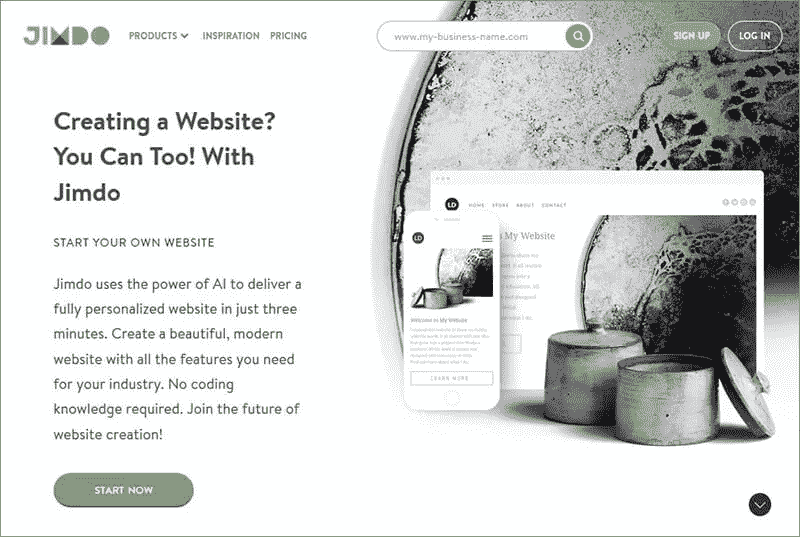 JIMDO
PRODUCTS
INSPIRATION
PRICING
www.my-business-name.com
SIGN UP
LOG IN
Creating a Website?
You Can Too! With
Jimdo
START YOUR OWN WEBSITE
Jimdo uses the power of AI to deliver a
fully personalized website in just three
minutes. Create a beautiful, modern
website with all the features you need
for your industry. No coding
knowledge required. Join the future of
website creation!
START NOW
LD
HOME STORE ABOUT CONTACT
My Website
LD
Welcome to My Website
LEARN MORE